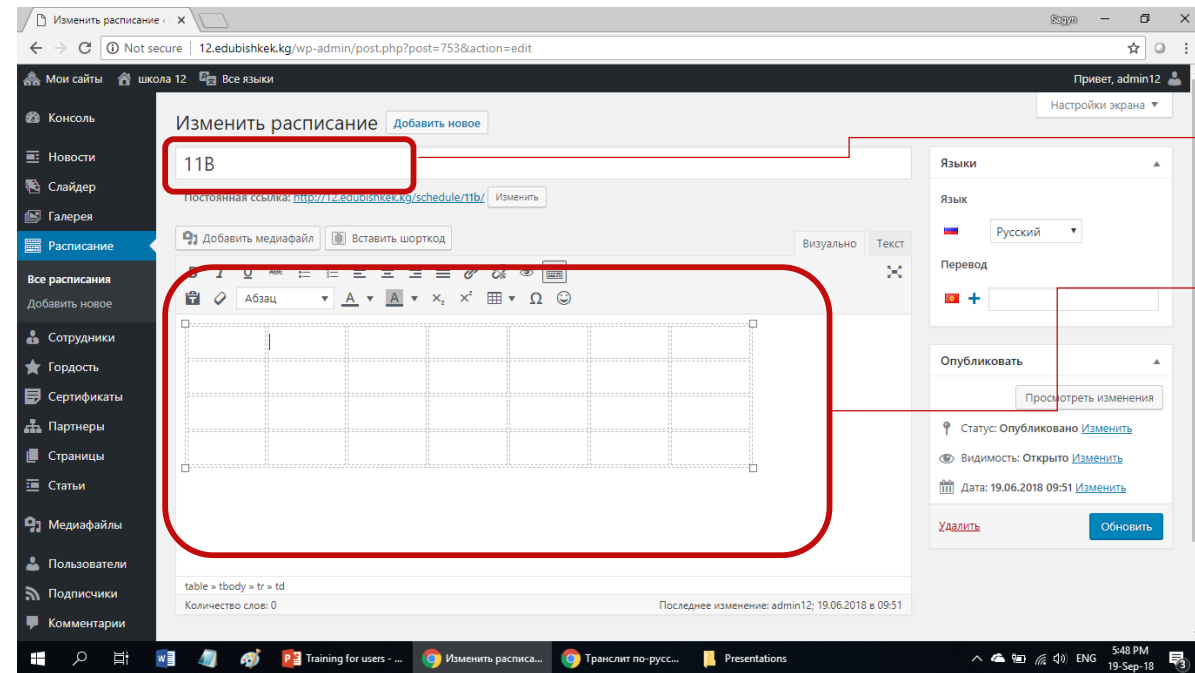 Изменить расписание ‹
Sagyn
Not secure | 12.edubishkek.kg/wp-admin/post.php?post=753&action=edit
Мои сайты школа 12 Все языки Привет, admin12
Настройки экрана
Консоль
Новости
Слайдер
Галерея
Расписание
Все расписания
Добавить новое
Сотрудники
Гордость
Сертификаты
Партнеры
Страницы
Статьи
Медиафайлы
Пользователи
Подписчики
Комментарии
Изменить расписание Добавить новое
11В
Постоянная ссылка: http://12.edubishkek.kg/schedule/11b/ Изменить
Добавить медиафайл Вставить шорткод
Визуально Текст
B I U ABC
Абзац A A x₂ x² Ω
table » tbody » tr » td
Количество слов: 0 Последнее изменение: admin12; 19.06.2018 в 09:51
Языки
Язык
Русский
Перевод
Опубликовать
Просмотреть изменения
Статус: Опубликовано Изменить
Видимость: Открыто Изменить
Дата: 19.06.2018 09:51 Изменить
Удалить Обновить
Training for users - ... Изменить расписа... Транслит по-русс... Presentations
ENG 5:48 PM
19-Sep-18
3